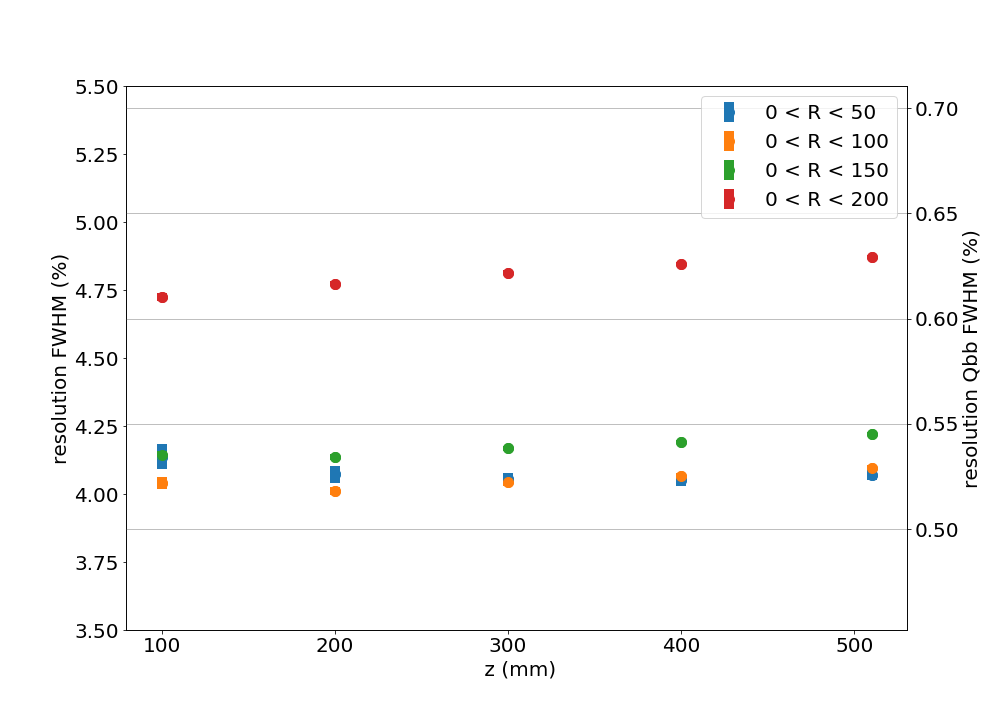 5.50
5.25
5.00
4.75
4.50
4.25
4.00
3.75
3.50
resolution FWHM (%)
100
200
300
400
500
z (mm)
0.70
0.65
0.60
0.55
0.50
resolution Qbb FWHM (%)
0 < R < 50
0 < R < 100
0 < R < 150
0 < R < 200